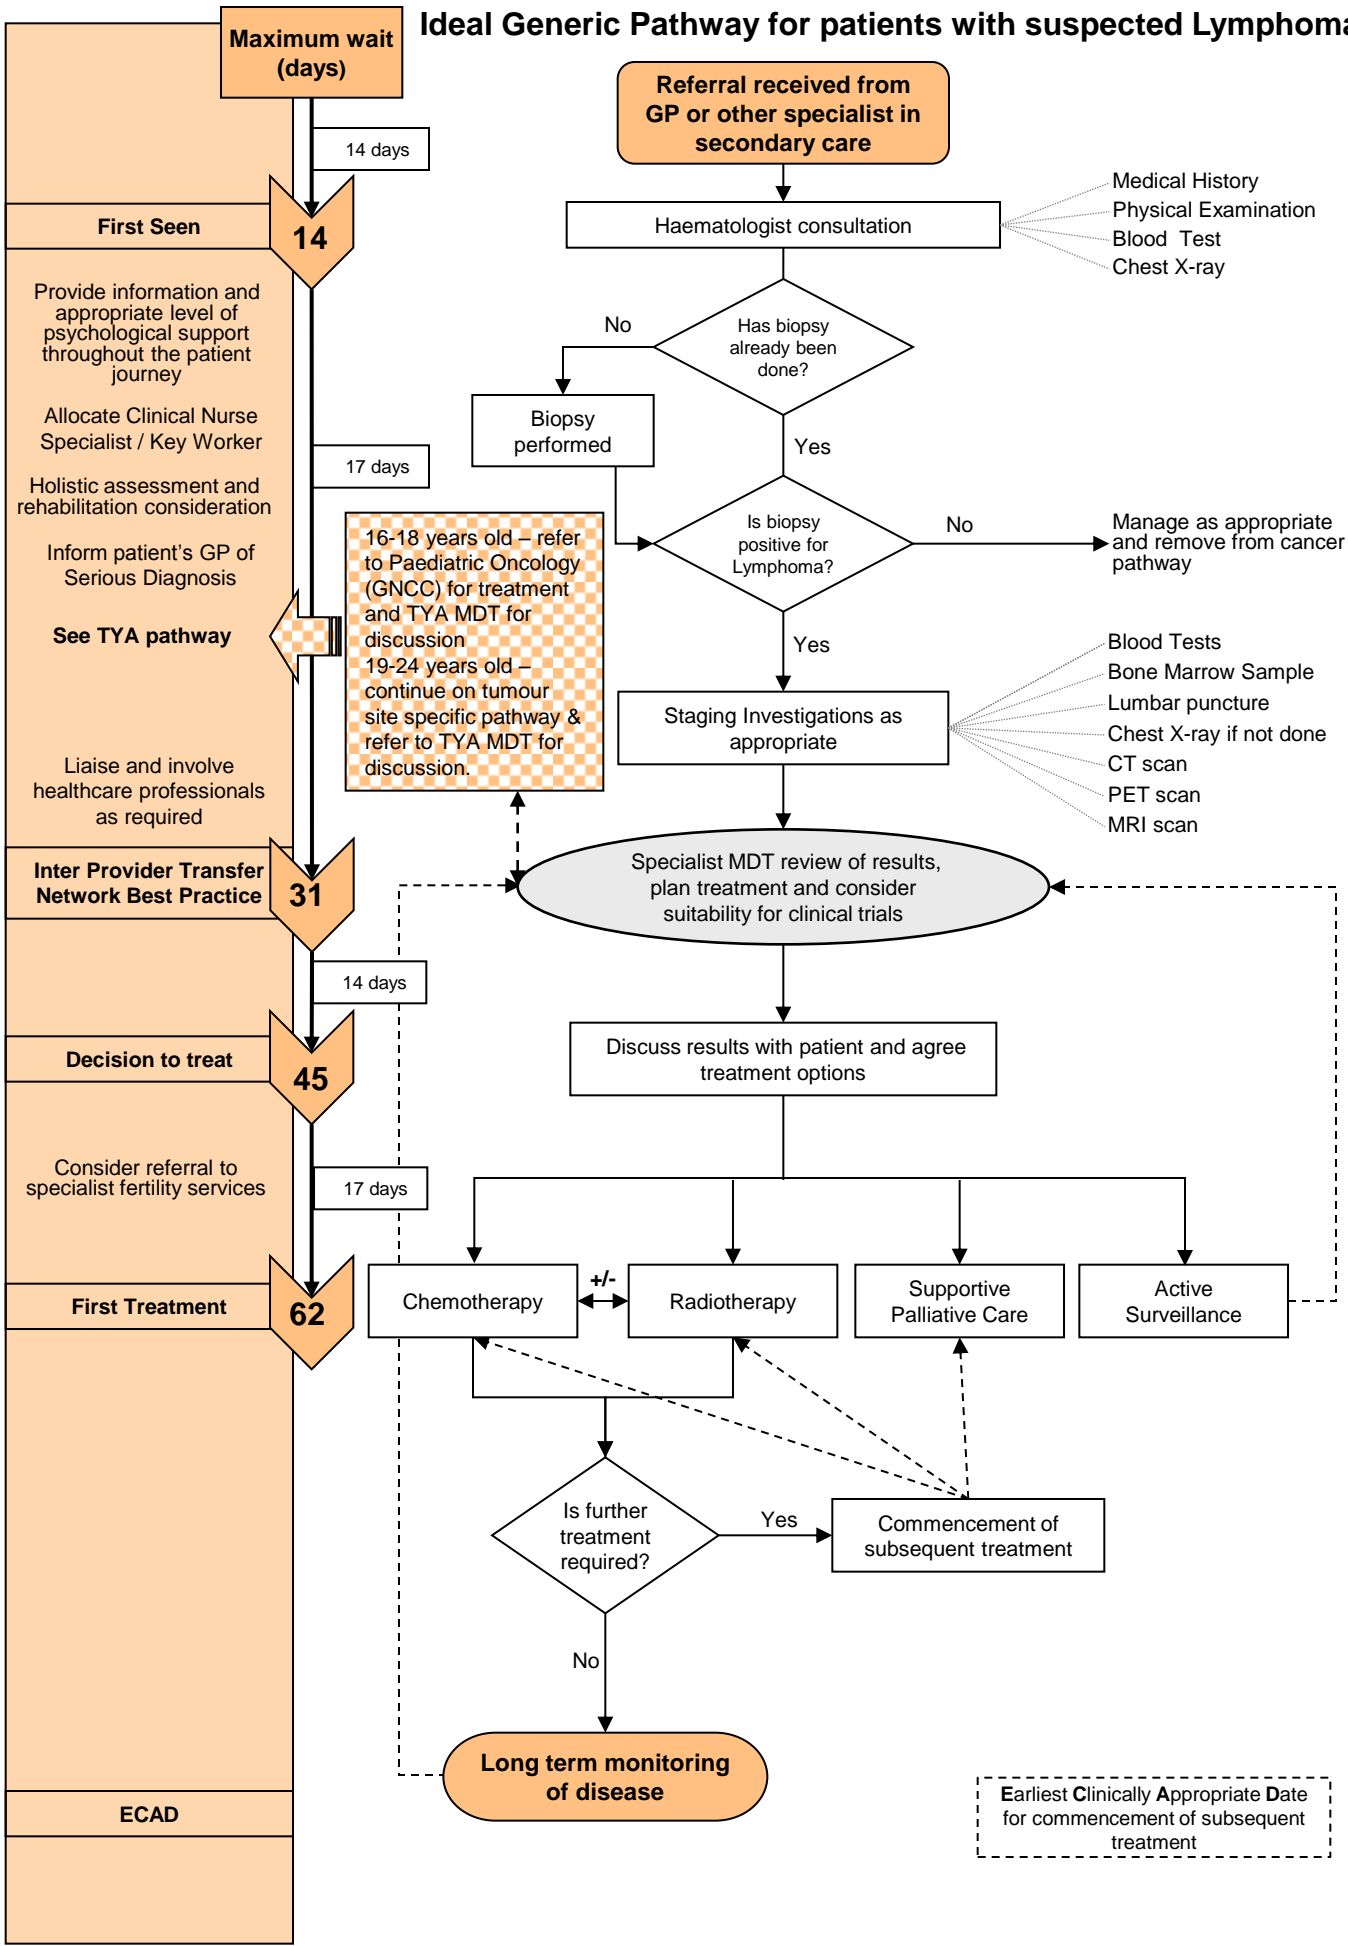 Ideal Generic Pathway for patients with suspected Lymphoma
Maximum wait
(days)
14 days
First Seen
14
Provide information and
appropriate level of
psychological support
throughout the patient
journey
Allocate Clinical Nurse
Specialist / Key Worker
17 days
Holistic assessment and
rehabilitation consideration
Inform patient's GP of
Serious Diagnosis
See TYA pathway
16-18 years old – refer
to Paediatric Oncology
(GNCC) for treatment
and TYA MDT for
discussion
19-24 years old –
continue on tumour
site specific pathway &
refer to TYA MDT for
discussion.
Liaise and involve
healthcare professionals
as required
Inter Provider Transfer
Network Best Practice
31
14 days
Decision to treat
45
Consider referral to
specialist fertility services
17 days
First Treatment
62
ECAD
Referral received from
GP or other specialist in
secondary care
Haematologist consultation
Medical History
Physical Examination
Blood Test
Chest X-ray
Has biopsy
already been
done?
No
Biopsy
performed
Yes
Is biopsy
positive for
Lymphoma?
No
Manage as appropriate
and remove from cancer
pathway
Yes
Staging Investigations as
appropriate
Blood Tests
Bone Marrow Sample
Lumbar puncture
Chest X-ray if not done
CT scan
PET scan
MRI scan
Specialist MDT review of results,
plan treatment and consider
suitability for clinical trials
Discuss results with patient and agree
treatment options
Chemotherapy
+/-
Radiotherapy
Supportive
Palliative Care
Active
Surveillance
Is further
treatment
required?
Yes
Commencement of
subsequent treatment
No
Long term monitoring
of disease
Earliest Clinically Appropriate Date
for commencement of subsequent
treatment